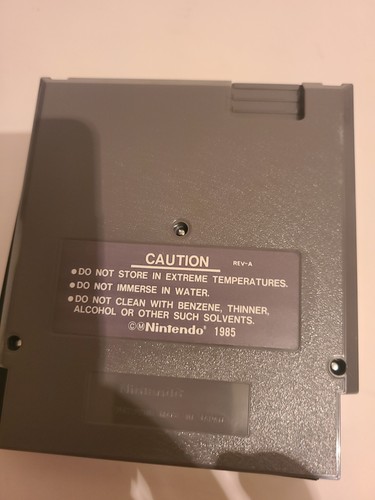 CAUTION REV-A
●DO NOT STORE IN EXTREME TEMPERATURES.
●DO NOT IMMERSE IN WATER.
●DO NOT CLEAN WITH BENZENE, THINNER,
ALCOHOL OR OTHER SUCH SOLVENTS.
©Ⓜ Nintendo® 1985
Nintendo